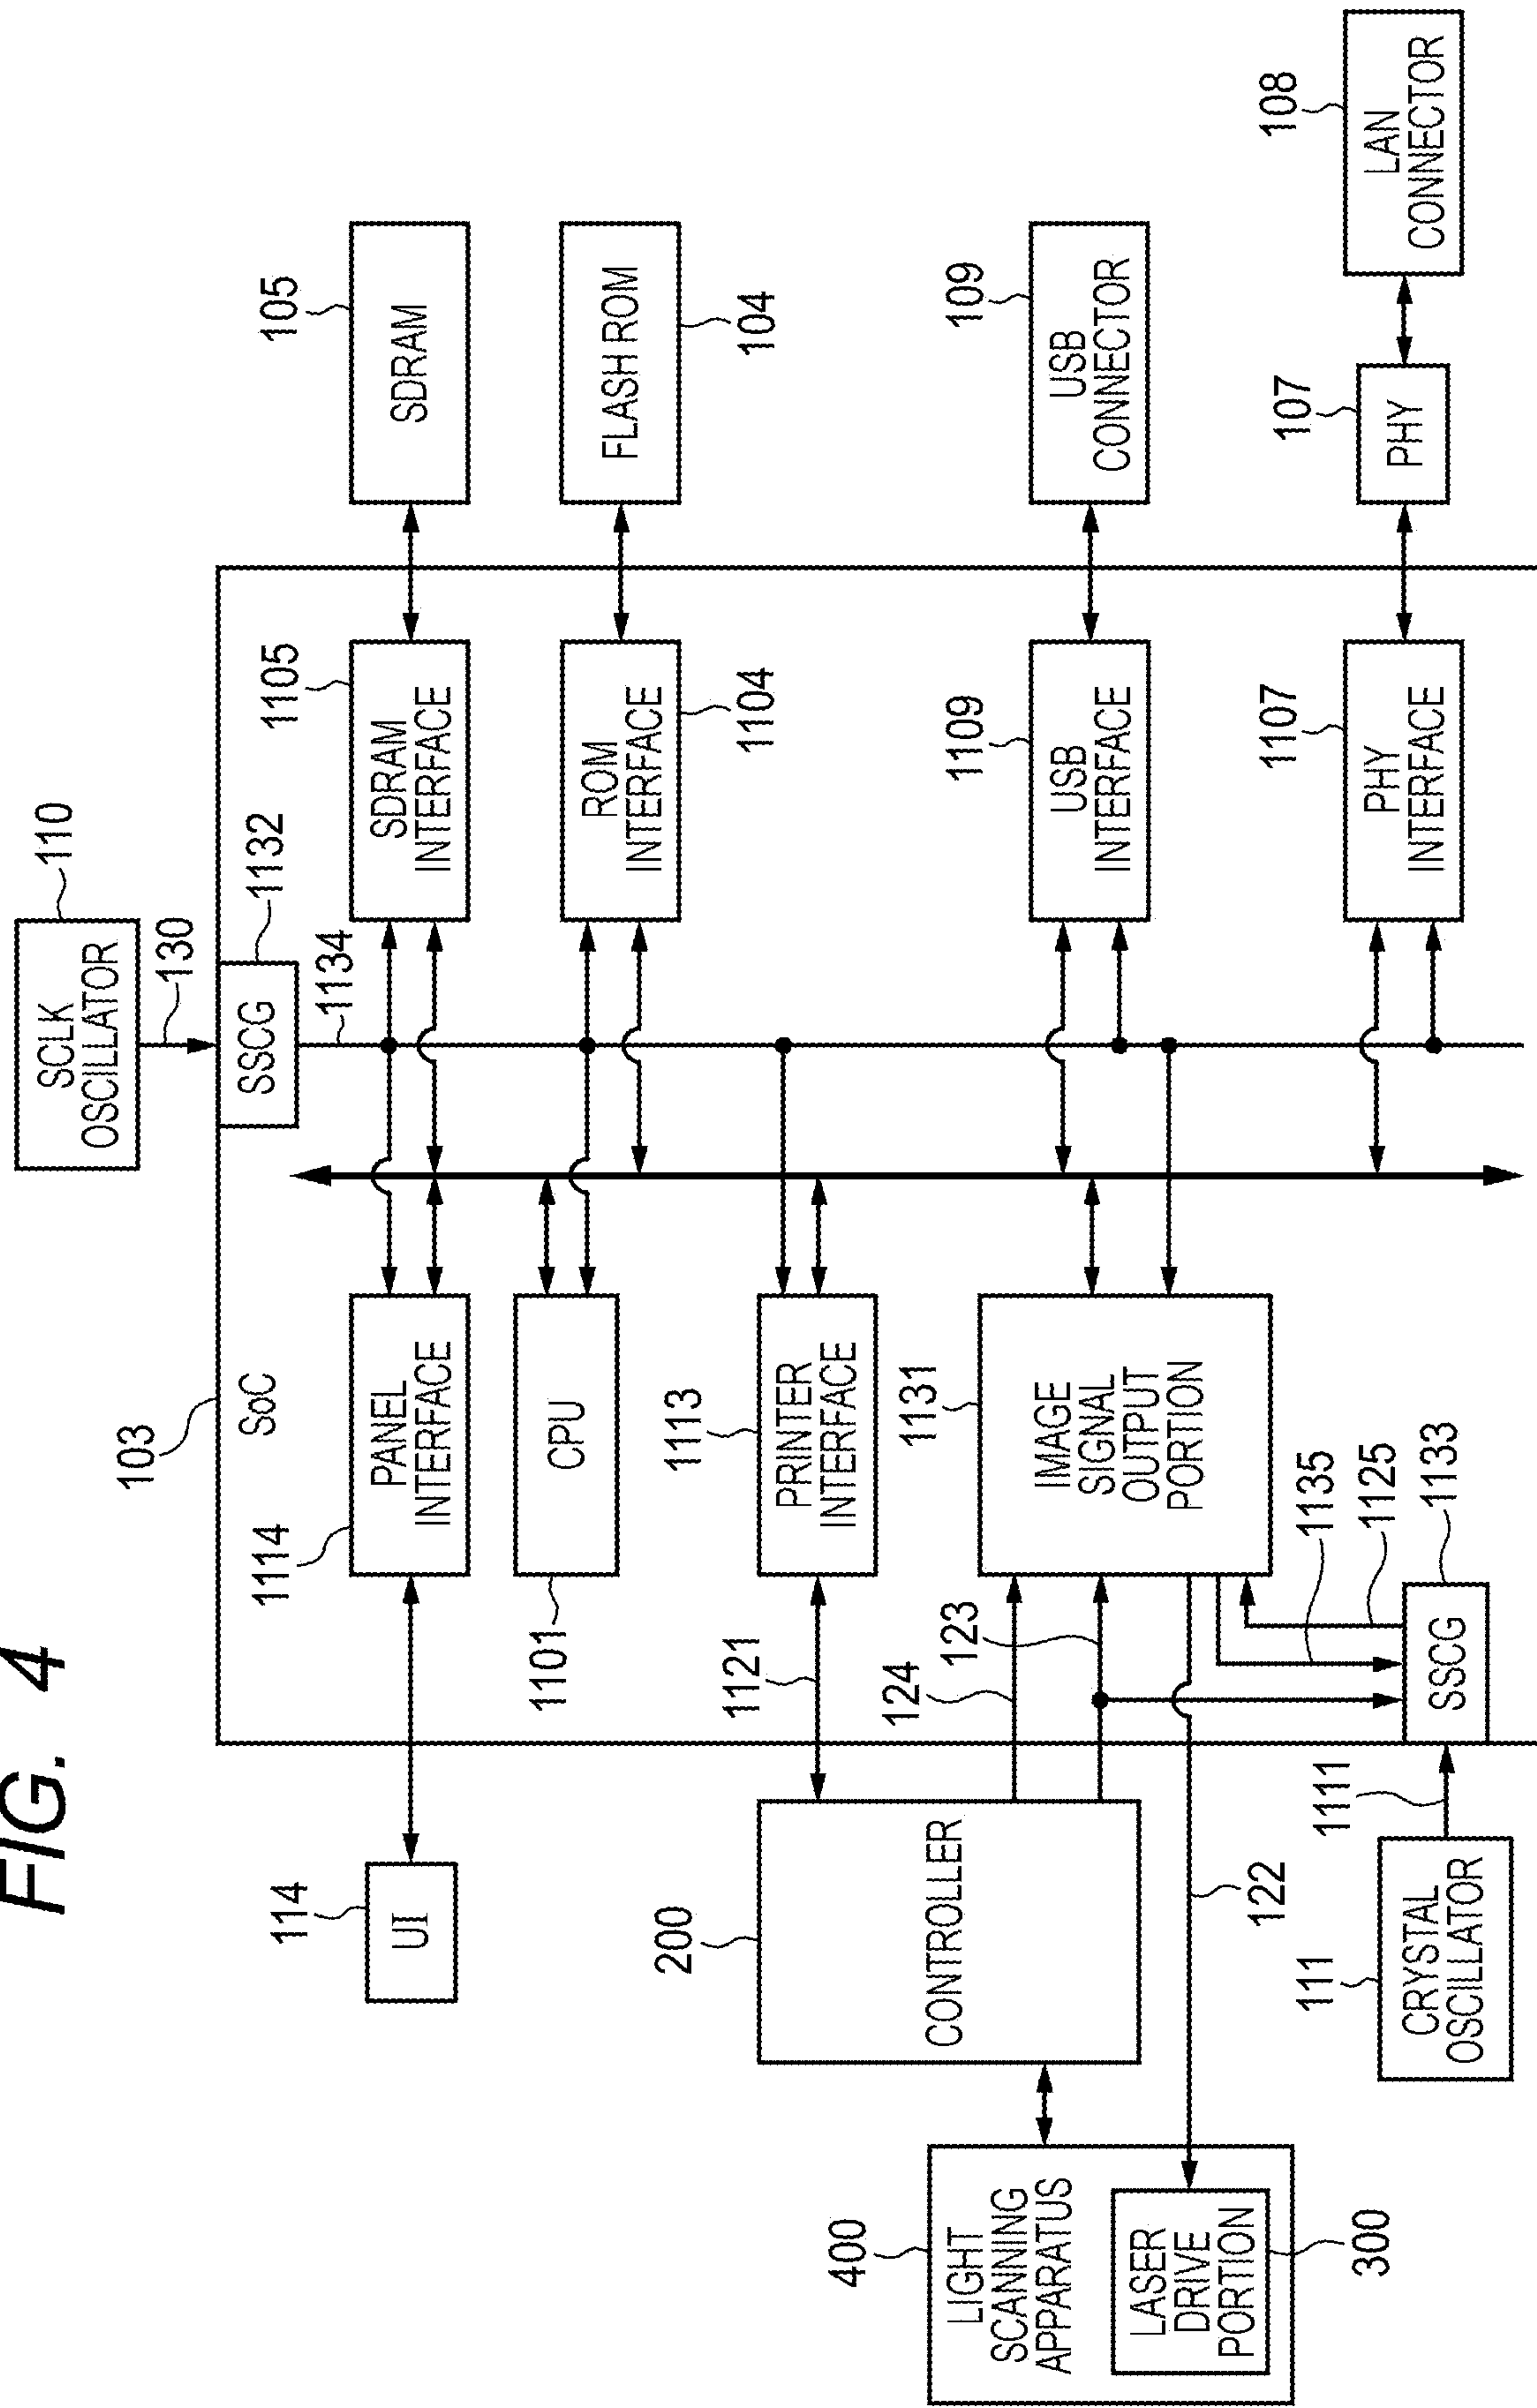 FIG. 4
110
SCLK
OSCILLATOR
130
1132
SSCG
1134
103
SoC
114
UI
1114
PANEL
INTERFACE
1105
SDRAM
INTERFACE
105
SDRAM
1101
CPU
ROM
INTERFACE
1104
FLASH ROM
104
200
CONTROLLER
1121
1113
PRINTER
INTERFACE
124
123
1131
IMAGE
SIGNAL
OUTPUT
PORTION
1109
USB
INTERFACE
109
USB
CONNECTOR
400
LIGHT
SCANNING
APPARATUS
LASER
DRIVE
PORTION
300
122
1135
1125
1133
SSCG
1111
111
CRYSTAL
OSCILLATOR
1107
PHY
INTERFACE
107
PHY
108
LAN
CONNECTOR